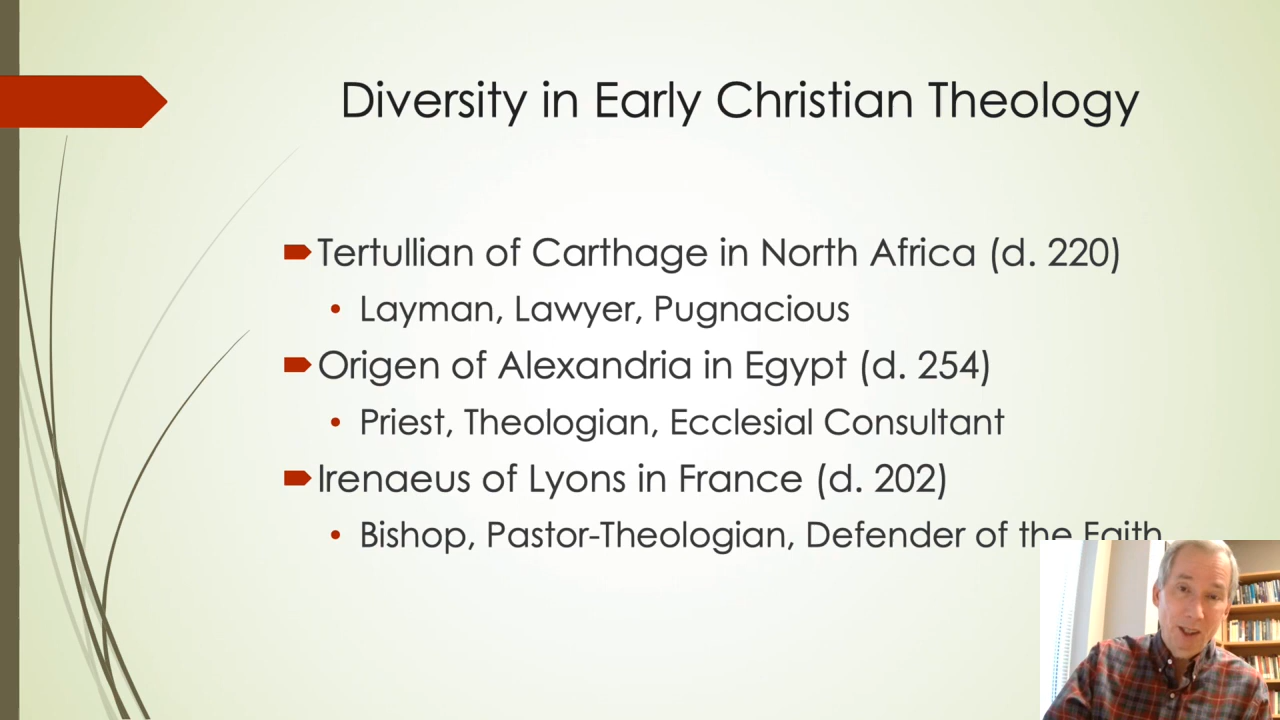 Diversity in Early Christian Theology
Tertullian of Carthage in North Africa (d. 220)
Layman, Lawyer, Pugnacious
Origen of Alexandria in Egypt (d. 254)
Priest, Theologian, Ecclesial Consultant
Irenaeus of Lyons in France (d. 202)
Bishop, Pastor-Theologian, Defender of the Faith